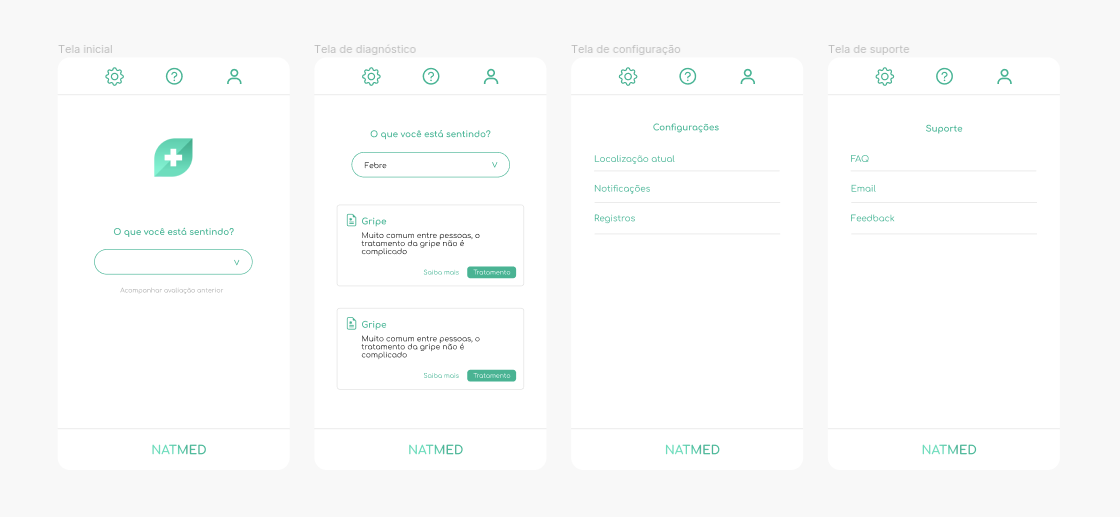 Tela inicial
O que você está sentindo?
Acompanhar avaliação anterior
NATMED
Tela de diagnóstico
O que você está sentindo?
Febre
Gripe
Muito comum entre pessoas, o
tratamento da gripe não é
complicado
Saiba mais
Tratamento
Gripe
Muito comum entre pessoas, o
tratamento da gripe não é
complicado
Saiba mais
Tratamento
NATMED
Tela de configuração
Configurações
Localização atual
Notificações
Registros
NATMED
Tela de suporte
Suporte
FAQ
Email
Feedback
NATMED